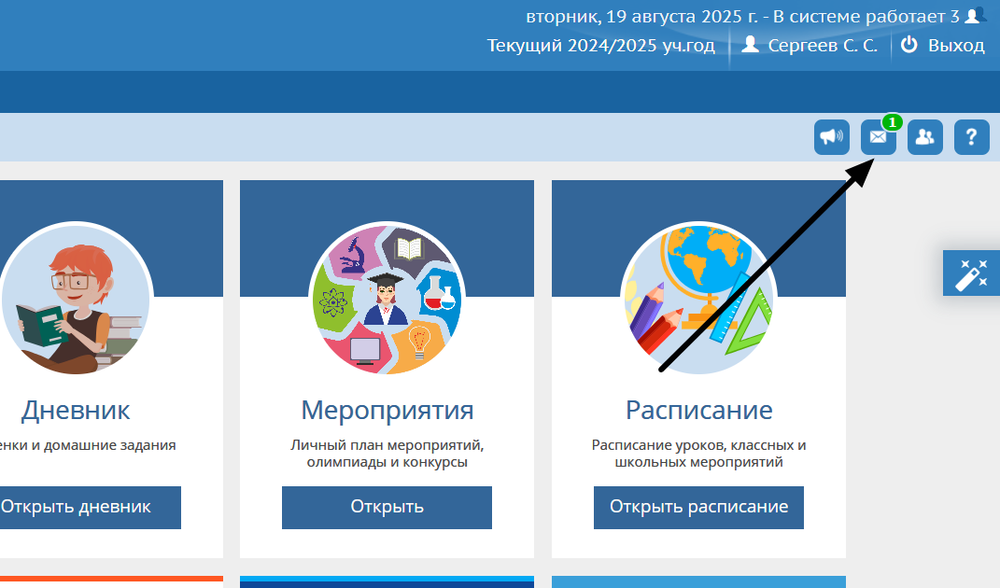 вторник, 19 августа 2025 г. - В системе работает 3
Текущий 2024/2025 уч.год
Сергеев С. С.
Выход
1
?
Дневник
енки и домашние задания
Открыть дневник
Мероприятия
Личный план мероприятий,
олимпиады и конкурсы
Открыть
Расписание
Расписание уроков, классных и
школьных мероприятий
Открыть расписание